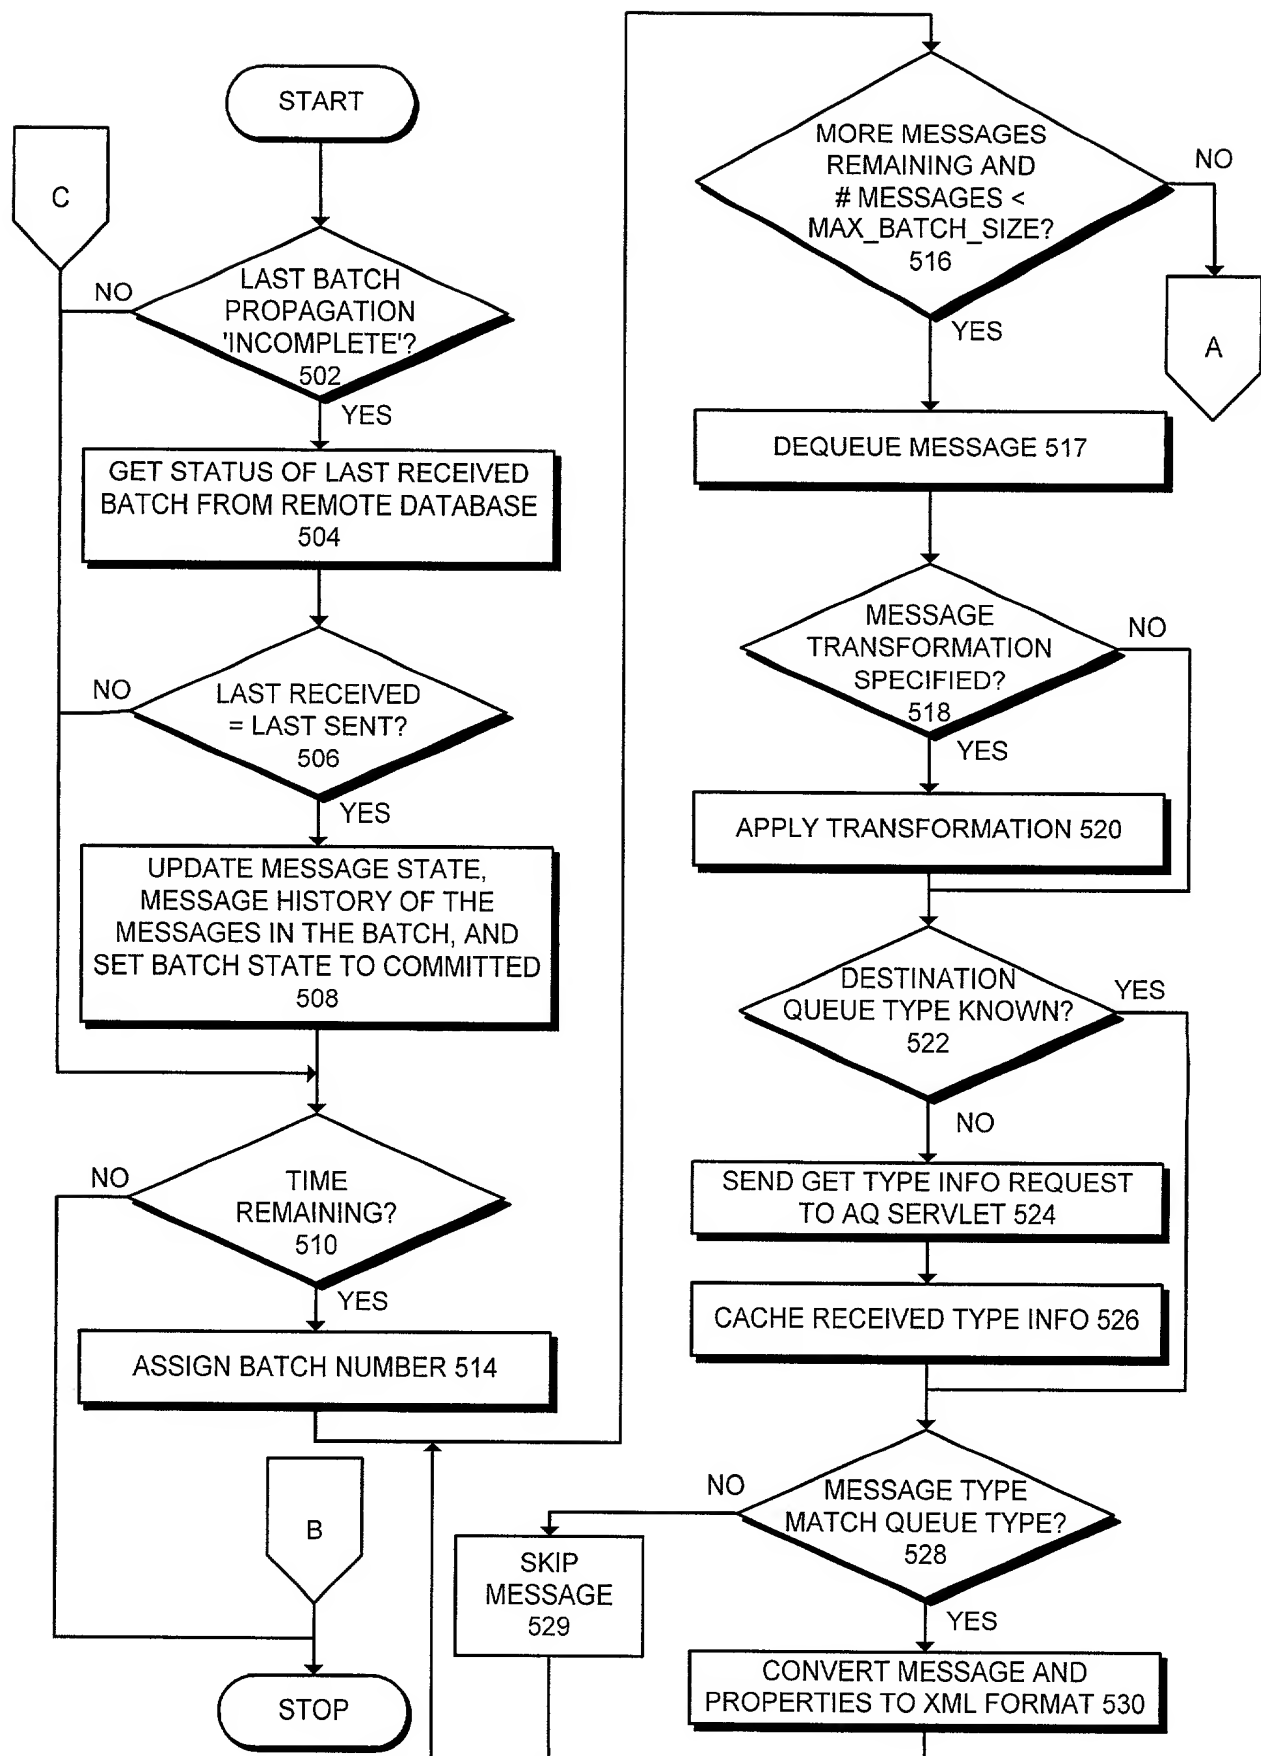 START
C
NO
LAST BATCH
PROPAGATION
'INCOMPLETE'?
502
YES
GET STATUS OF LAST RECEIVED
BATCH FROM REMOTE DATABASE
504
NO
LAST RECEIVED
= LAST SENT?
506
YES
UPDATE MESSAGE STATE,
MESSAGE HISTORY OF THE
MESSAGES IN THE BATCH, AND
SET BATCH STATE TO COMMITTED
508
NO
TIME
REMAINING?
510
YES
ASSIGN BATCH NUMBER 514
B
STOP
MORE MESSAGES
REMAINING AND
# MESSAGES <
MAX_BATCH_SIZE?
516
NO
A
YES
DEQUEUE MESSAGE 517
MESSAGE
TRANSFORMATION
SPECIFIED?
518
NO
YES
APPLY TRANSFORMATION 520
DESTINATION
QUEUE TYPE KNOWN?
522
YES
NO
SEND GET TYPE INFO REQUEST
TO AQ SERVLET 524
CACHE RECEIVED TYPE INFO 526
NO
MESSAGE TYPE
MATCH QUEUE TYPE?
528
SKIP
MESSAGE
529
YES
CONVERT MESSAGE AND
PROPERTIES TO XML FORMAT 530